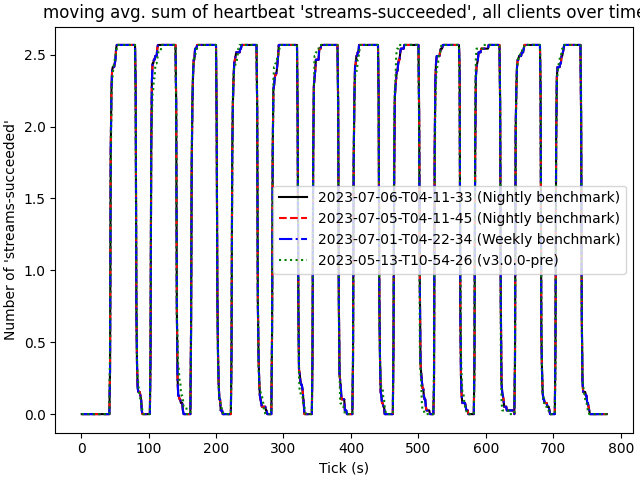 moving avg. sum of heartbeat 'streams-succeeded', all clients over time
Number of 'streams-succeeded'
2.5
2.0
1.5
1.0
0.5
0.0
2023-07-06-T04-11-33 (Nightly benchmark)
2023-07-05-T04-11-45 (Nightly benchmark)
2023-07-01-T04-22-34 (Weekly benchmark)
2023-05-13-T10-54-26 (v3.0.0-pre)
0 100 200 300 400 500 600 700 800
Tick (s)